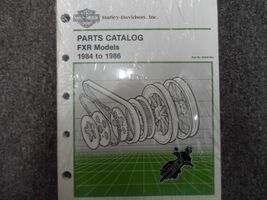 Harley-Davidson, Inc.
PARTS CATALOG
FXR Models
1984 to 1986